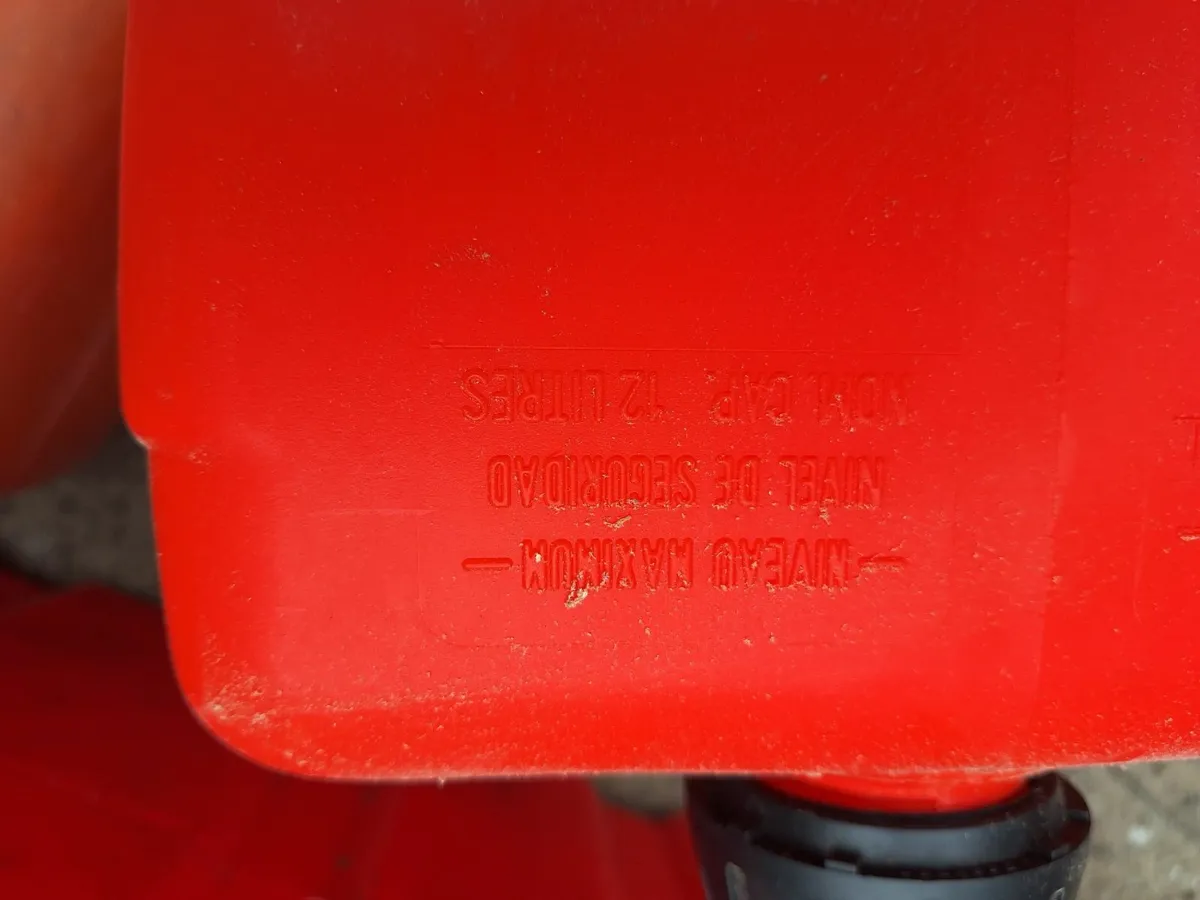 — NIVEAU MAXIMUM —
NIVEL DE SEGURIDAD
NOM. CAP. 12 LITRES